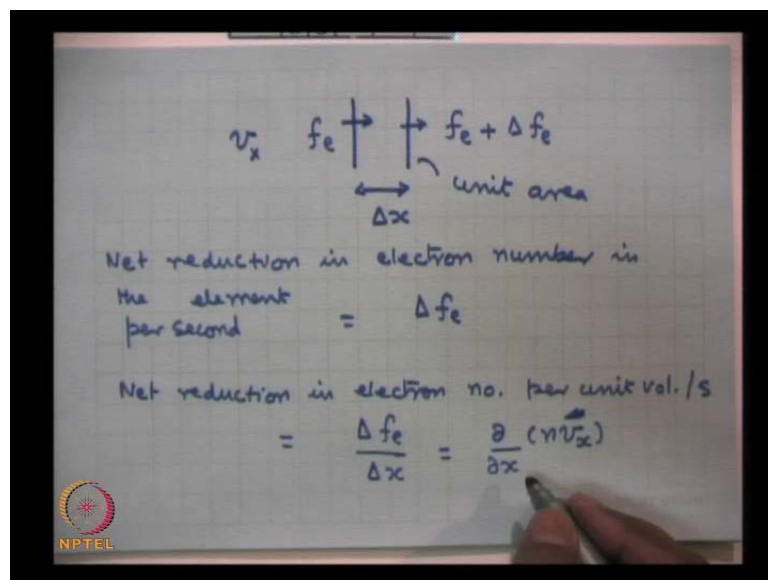 vₓ fₑ fₑ + Δfₑ
unit area
Δx
Net reduction in electron number in
the element
per second = Δfₑ
Net reduction in electron no. per unit vol./s
= Δfₑ/Δx = ∂/∂x (nvₓ)
NPTEL